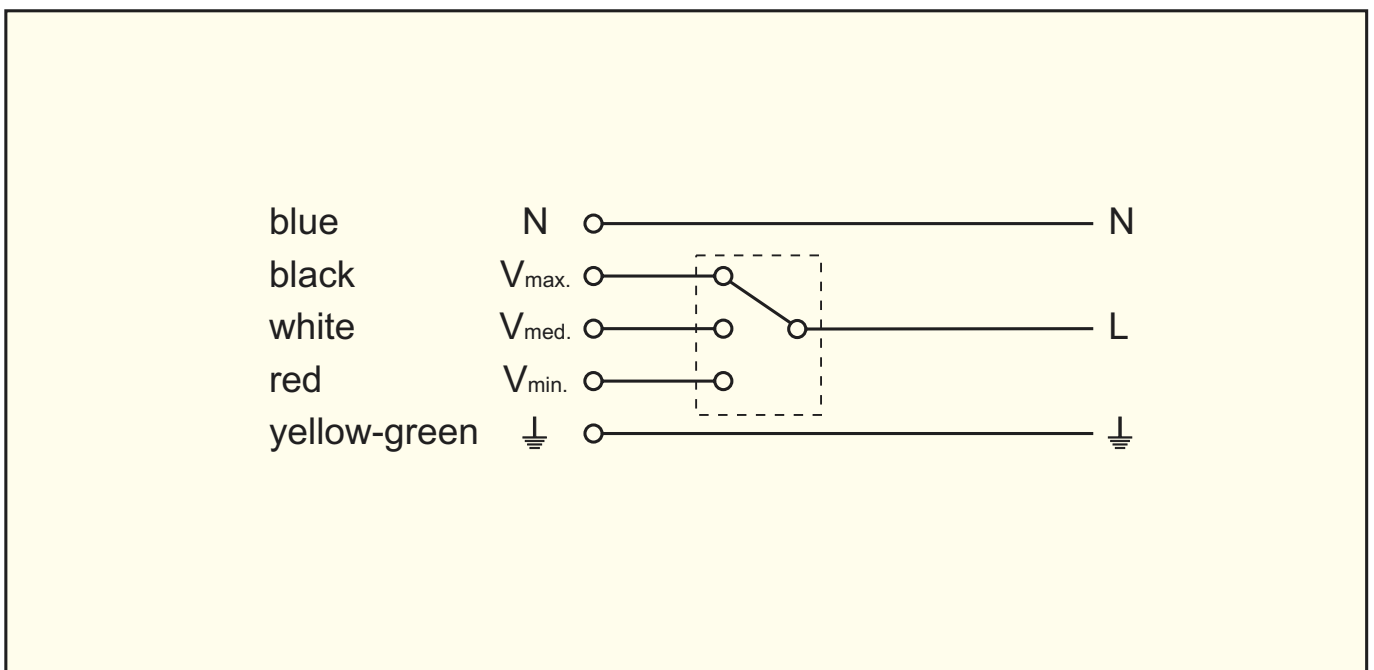 blue N N
black Vmax.
white Vmed. L
red Vmin.
yellow-green